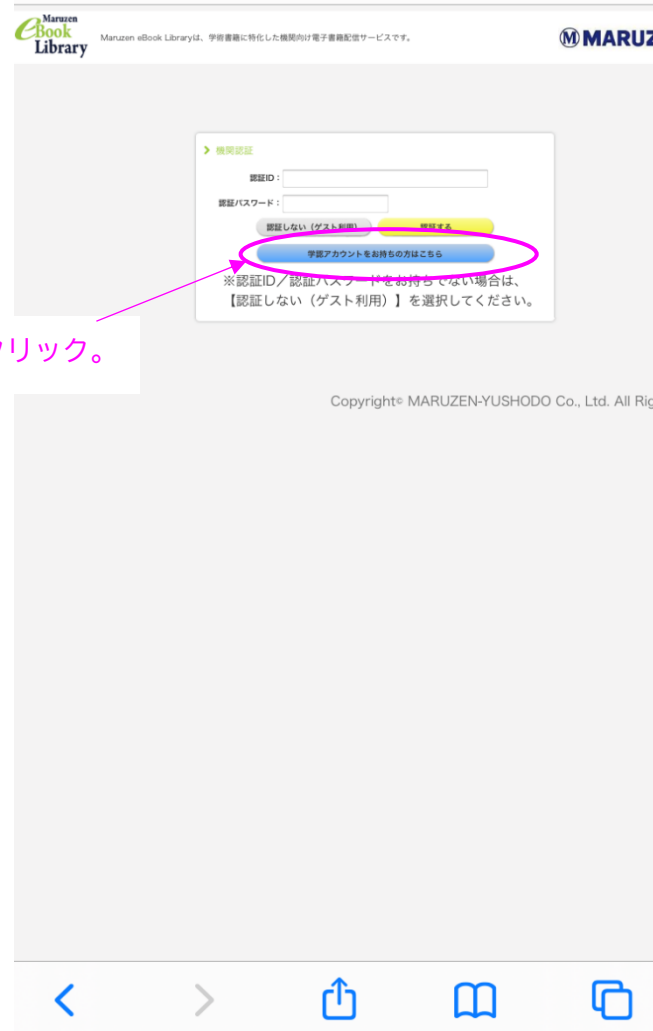 Maruzen
eBook
Library
Maruzen eBook Libraryは、学術書籍に特化した機関向け電子書籍配信サービスです。
MARUZ
機関認証
認証ID：
認証パスワード：
認証しない（ゲスト利用） 認証する
学認アカウントをお持ちの方はこちら
※認証ID／認証パスワードをお持ちでない場合は、
【認証しない（ゲスト利用）】を選択してください。
リック。
Copyright© MARUZEN-YUSHODO Co., Ltd. All Rig